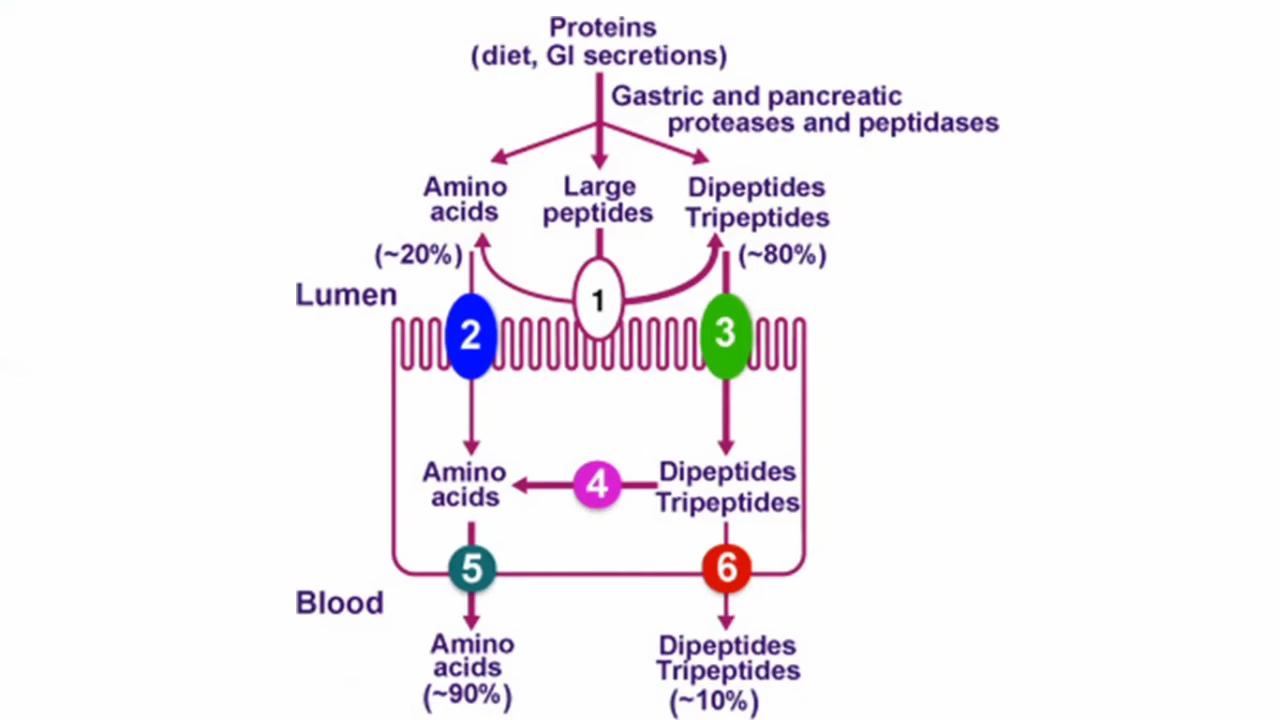 Proteins
(diet, GI secretions)
Gastric and pancreatic
proteases and peptidases
Amino
acids
Large
peptides
Dipeptides
Tripeptides
(~20%)
(~80%)
Lumen
1
2
3
Amino
acids
4
Dipeptides
Tripeptides
5
6
Blood
Amino
acids
(~90%)
Dipeptides
Tripeptides
(~10%)